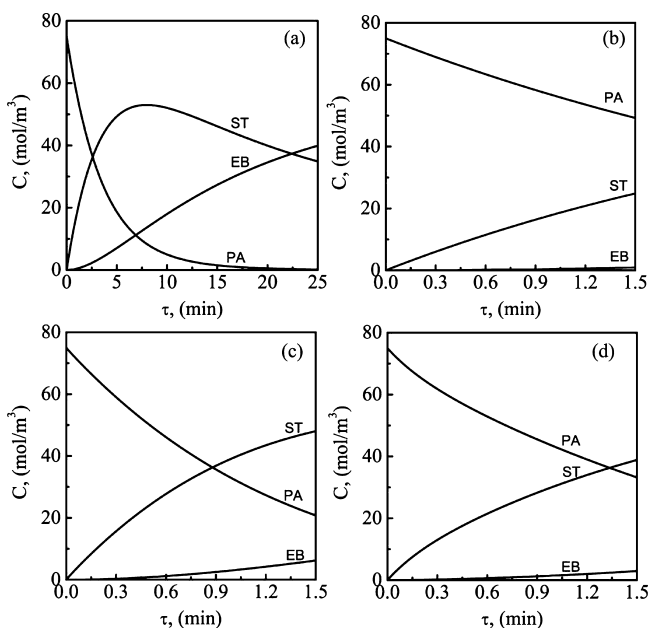 80
(a)
60
ST
40
EB
20
PA
0
0 5 10 15 20 25
C, (mol/m³)
τ, (min)
80
(b)
PA
60
40
ST
20
EB
0
0.0 0.3 0.6 0.9 1.2 1.5
C, (mol/m³)
τ, (min)
80
(c)
60
ST
40
PA
20
EB
0
0.0 0.3 0.6 0.9 1.2 1.5
C, (mol/m³)
τ, (min)
80
(d)
60
PA
40
ST
20
EB
0
0.0 0.3 0.6 0.9 1.2 1.5
C, (mol/m³)
τ, (min)